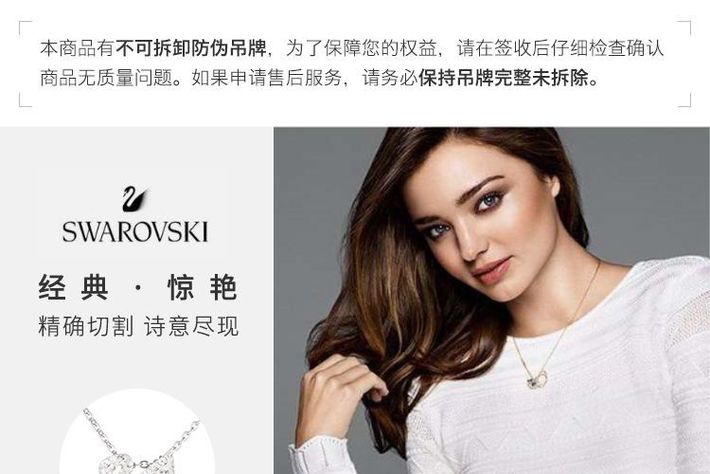 本商品有不可拆卸防伪吊牌，为了保障您的权益，请在签收后仔细检查确认
商品无质量问题。如果申请售后服务，请务必保持吊牌完整未拆除。
SWAROVSKI
经典·惊艳
精确切割 诗意尽现